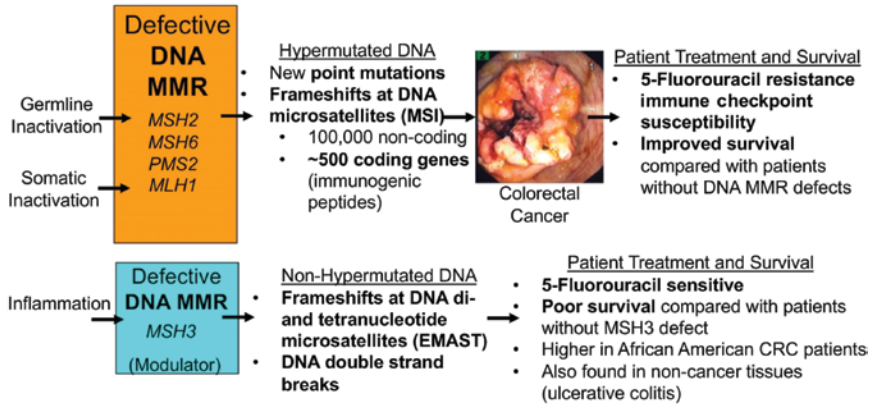 Defective
DNA
MMR
MSH2
MSH6
PMS2
MLH1
Germline
Inactivation
Somatic
Inactivation
Hypermutated DNA
• New point mutations
• Frameshifts at DNA
microsatellites (MSI)
• 100,000 non-coding
• ~500 coding genes
(immunogenic
peptides)
2
Colorectal
Cancer
Patient Treatment and Survival
• 5-Fluorouracil resistance
immune checkpoint
susceptibility
• Improved survival
compared with patients
without DNA MMR defects
Inflammation
Defective
DNA MMR
MSH3
(Modulator)
Non-Hypermutated DNA
• Frameshifts at DNA di-
and tetranucleotide
microsatellites (EMAST)
• DNA double strand
breaks
Patient Treatment and Survival
• 5-Fluorouracil sensitive
• Poor survival compared with patients
without MSH3 defect
• Higher in African American CRC patients
• Also found in non-cancer tissues
(ulcerative colitis)